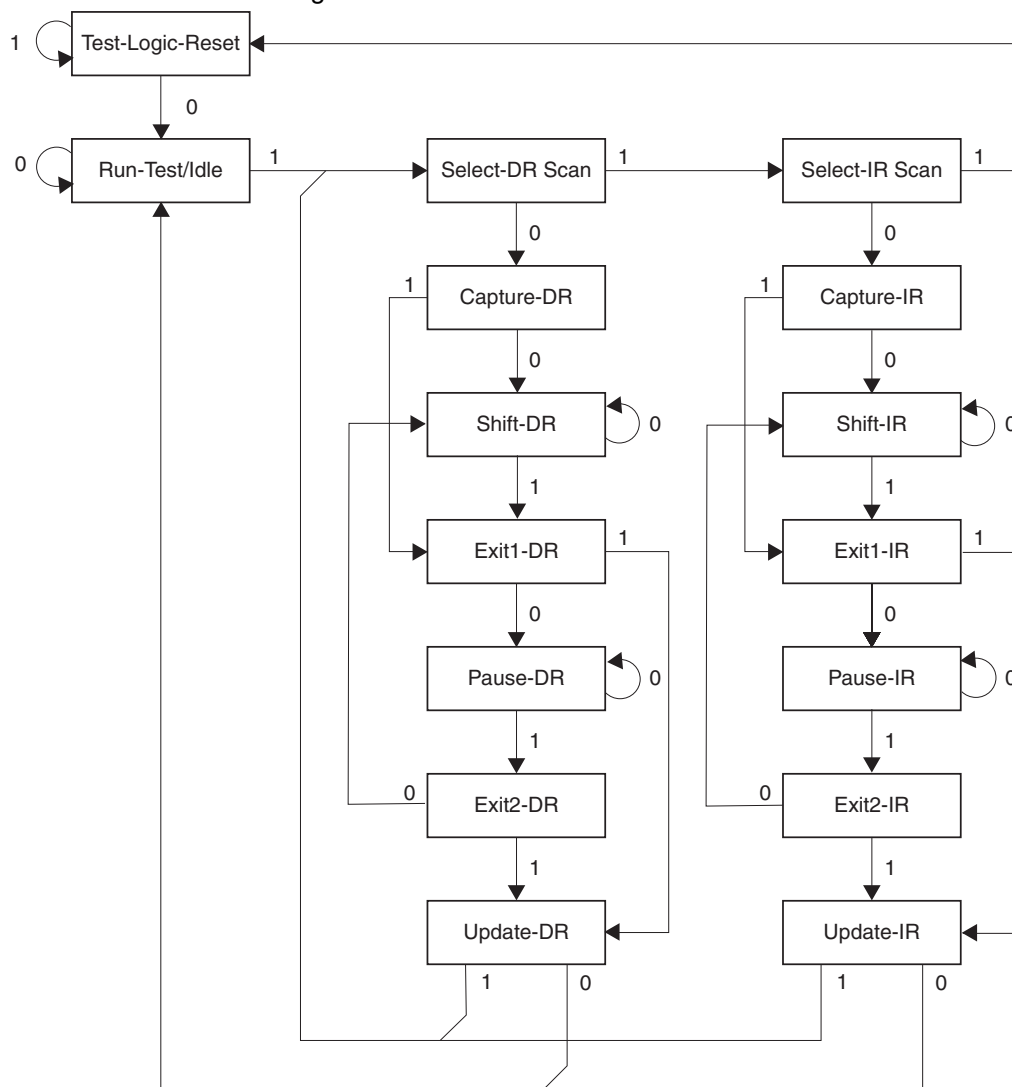 1
Test-Logic-Reset
0
0
Run-Test/Idle
1
Select-DR Scan
1
Select-IR Scan
1
0
0
1
Capture-DR
1
Capture-IR
0
0
Shift-DR
0
Shift-IR
0
1
1
Exit1-DR
1
Exit1-IR
1
0
0
Pause-DR
0
Pause-IR
0
1
1
0
Exit2-DR
0
Exit2-IR
1
1
Update-DR
Update-IR
1
0
1
0